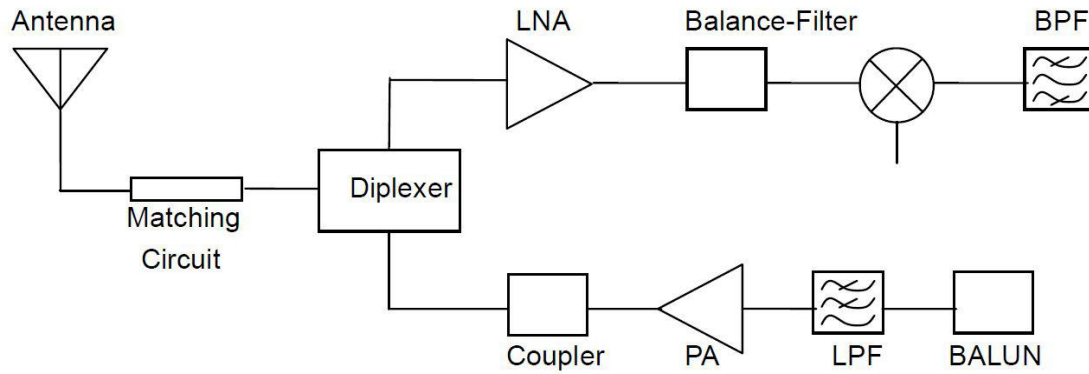 Antenna
LNA
Balance-Filter
BPF
Diplexer
Matching
Circuit
Coupler
PA
LPF
BALUN